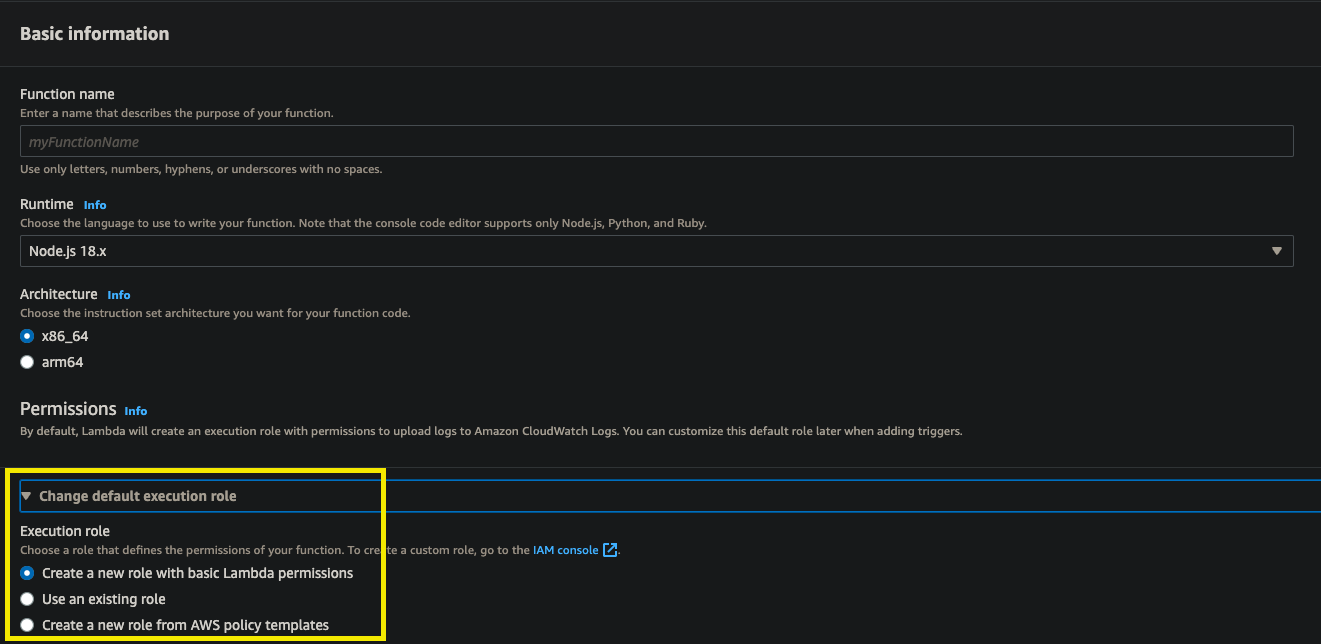 Basic information
Function name
Enter a name that describes the purpose of your function.
myFunctionName
Use only letters, numbers, hyphens, or underscores with no spaces.
Runtime Info
Choose the language to use to write your function. Note that the console code editor supports only Node.js, Python, and Ruby.
Node.js 18.x
Architecture Info
Choose the instruction set architecture you want for your function code.
x86_64
arm64
Permissions Info
By default, Lambda will create an execution role with permissions to upload logs to Amazon CloudWatch Logs. You can customize this default role later when adding triggers.
Change default execution role
Execution role
Choose a role that defines the permissions of your function. To create a custom role, go to the IAM console.
Create a new role with basic Lambda permissions
Use an existing role
Create a new role from AWS policy templates